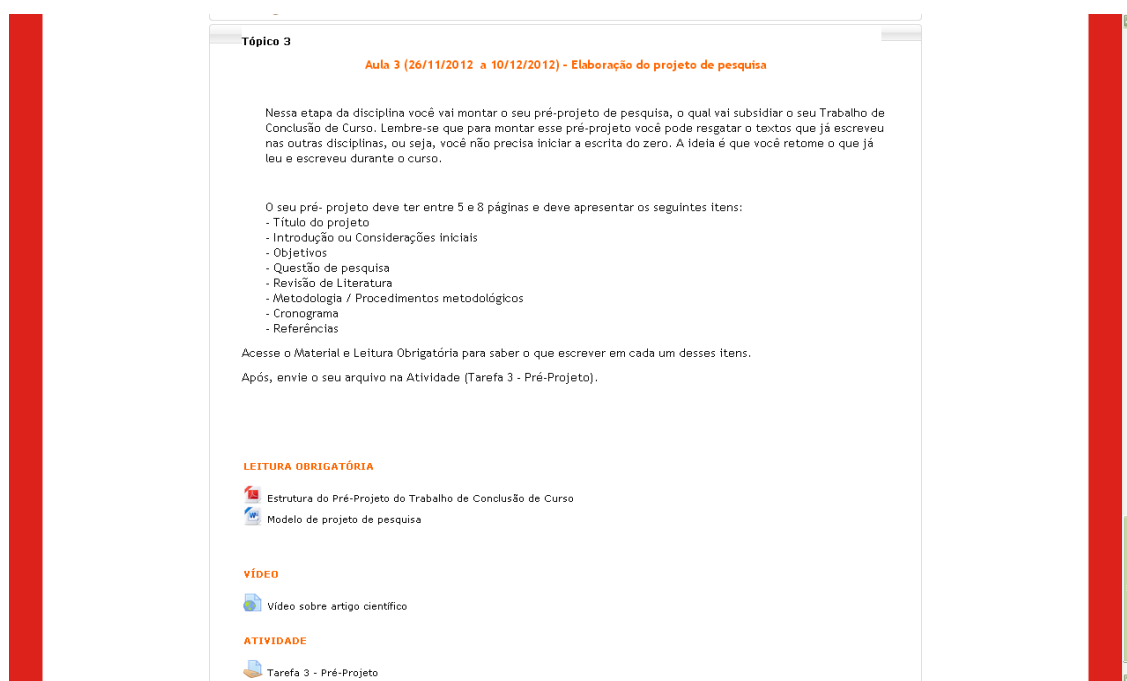 Tópico 3
Aula 3 (26/11/2012 a 10/12/2012) - Elaboração do projeto de pesquisa
Nessa etapa da disciplina você vai montar o seu pré-projeto de pesquisa, o qual vai subsidiar o seu Trabalho de
Conclusão de Curso. Lembre-se que para montar esse pré-projeto você pode resgatar o textos que já escreveu
nas outras disciplinas, ou seja, você não precisa iniciar a escrita do zero. A ideia é que você retome o que já
leu e escreveu durante o curso.
O seu pré- projeto deve ter entre 5 e 8 páginas e deve apresentar os seguintes itens:
- Título do projeto
- Introdução ou Considerações iniciais
- Objetivos
- Questão de pesquisa
- Revisão de Literatura
- Metodologia / Procedimentos metodológicos
- Cronograma
- Referências
Acesse o Material e Leitura Obrigatória para saber o que escrever em cada um desses itens.
Após, envie o seu arquivo na Atividade (Tarefa 3 - Pré-Projeto).
LEITURA OBRIGATÓRIA
Estrutura do Pré-Projeto do Trabalho de Conclusão de Curso
Modelo de projeto de pesquisa
VÍDEO
Vídeo sobre artigo científico
ATIVIDADE
Tarefa 3 - Pré-Projeto